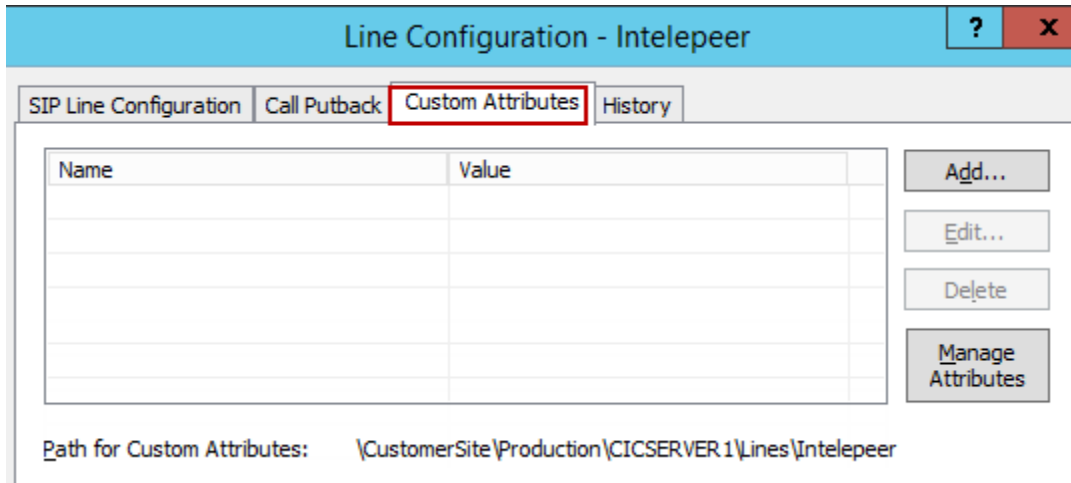 Line Configuration - Intelepeer
?
x
SIP Line Configuration
Call Putback
Custom Attributes
History
Name
Value
Add...
Edit...
Delete
Manage
Attributes
Path for Custom Attributes:
\CustomerSite\Production\CICSERVER1\Lines\Intelepeer